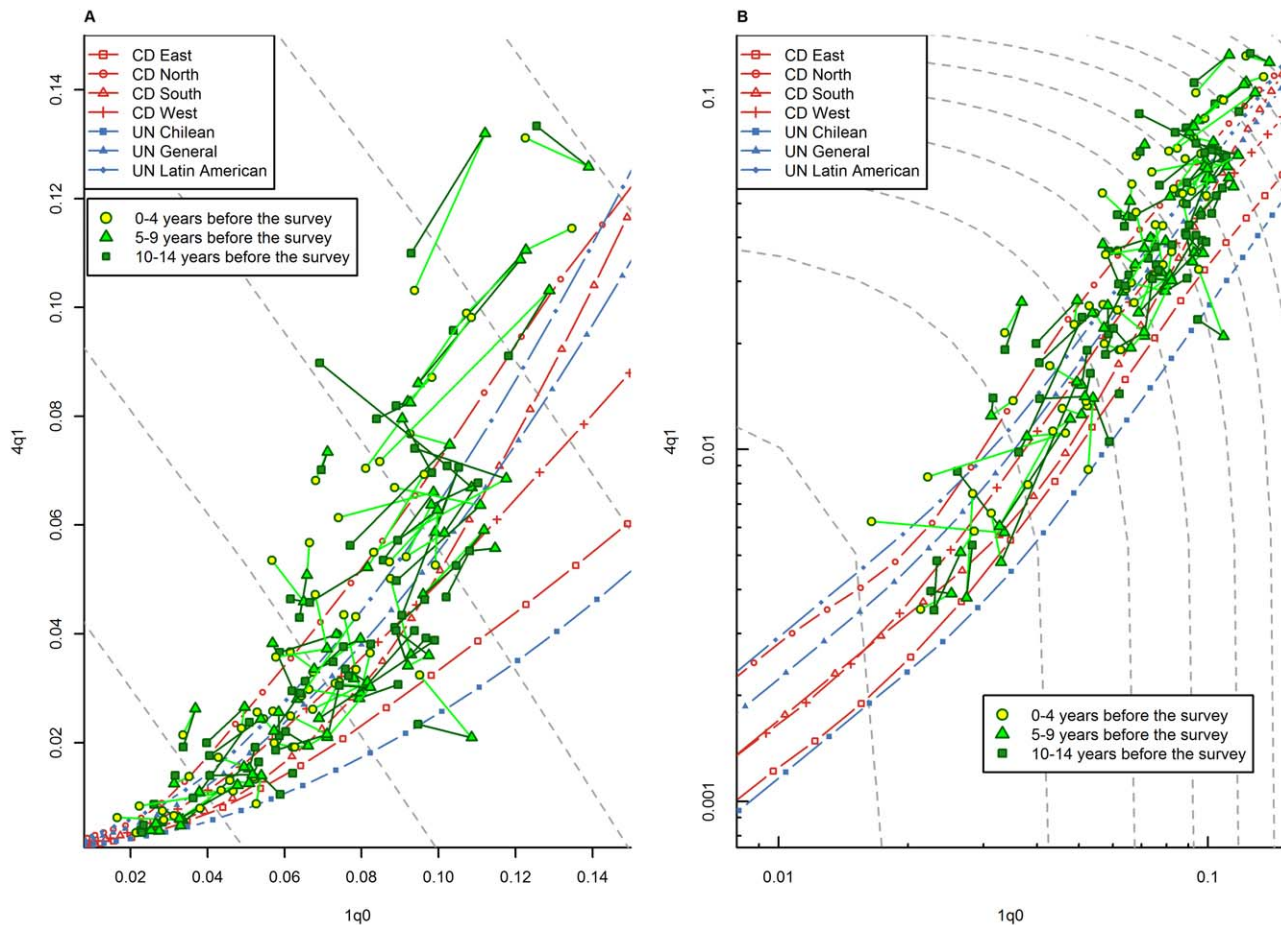 A
CD East
CD North
CD South
CD West
UN Chilean
UN General
UN Latin American
0-4 years before the survey
5-9 years before the survey
10-14 years before the survey
0.14
0.12
0.10
0.08
0.06
0.04
0.02
4q1
0.02 0.04 0.06 0.08 0.10 0.12 0.14
1q0
B
CD East
CD North
CD South
CD West
UN Chilean
UN General
UN Latin American
0.1
0.01
0.001
4q1
0-4 years before the survey
5-9 years before the survey
10-14 years before the survey
0.01 0.1
1q0